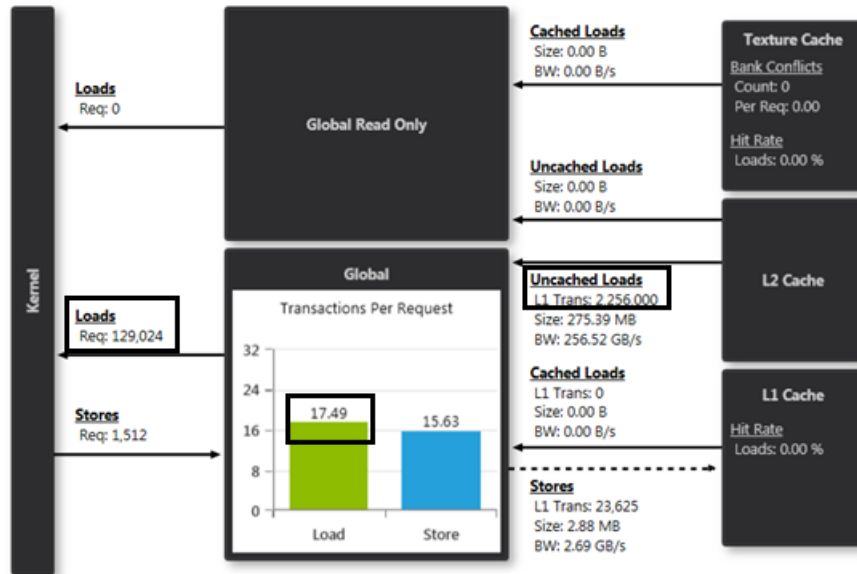 Kernel
Loads
Req: 0
Loads
Req: 129,024
Stores
Req: 1,512
Global Read Only
Global
Transactions Per Request
32
24
16
8
0
17.49
15.63
Load
Store
Cached Loads
Size: 0.00 B
BW: 0.00 B/s
Uncached Loads
Size: 0.00 B
BW: 0.00 B/s
Uncached Loads
L1 Trans: 2,256,000
Size: 275.39 MB
BW: 256.52 GB/s
Cached Loads
L1 Trans: 0
Size: 0.00 B
BW: 0.00 B/s
Stores
L1 Trans: 23,625
Size: 2.88 MB
BW: 2.69 GB/s
Texture Cache
Bank Conflicts
Count: 0
Per Req: 0.00
Hit Rate
Loads: 0.00 %
L2 Cache
L1 Cache
Hit Rate
Loads: 0.00 %